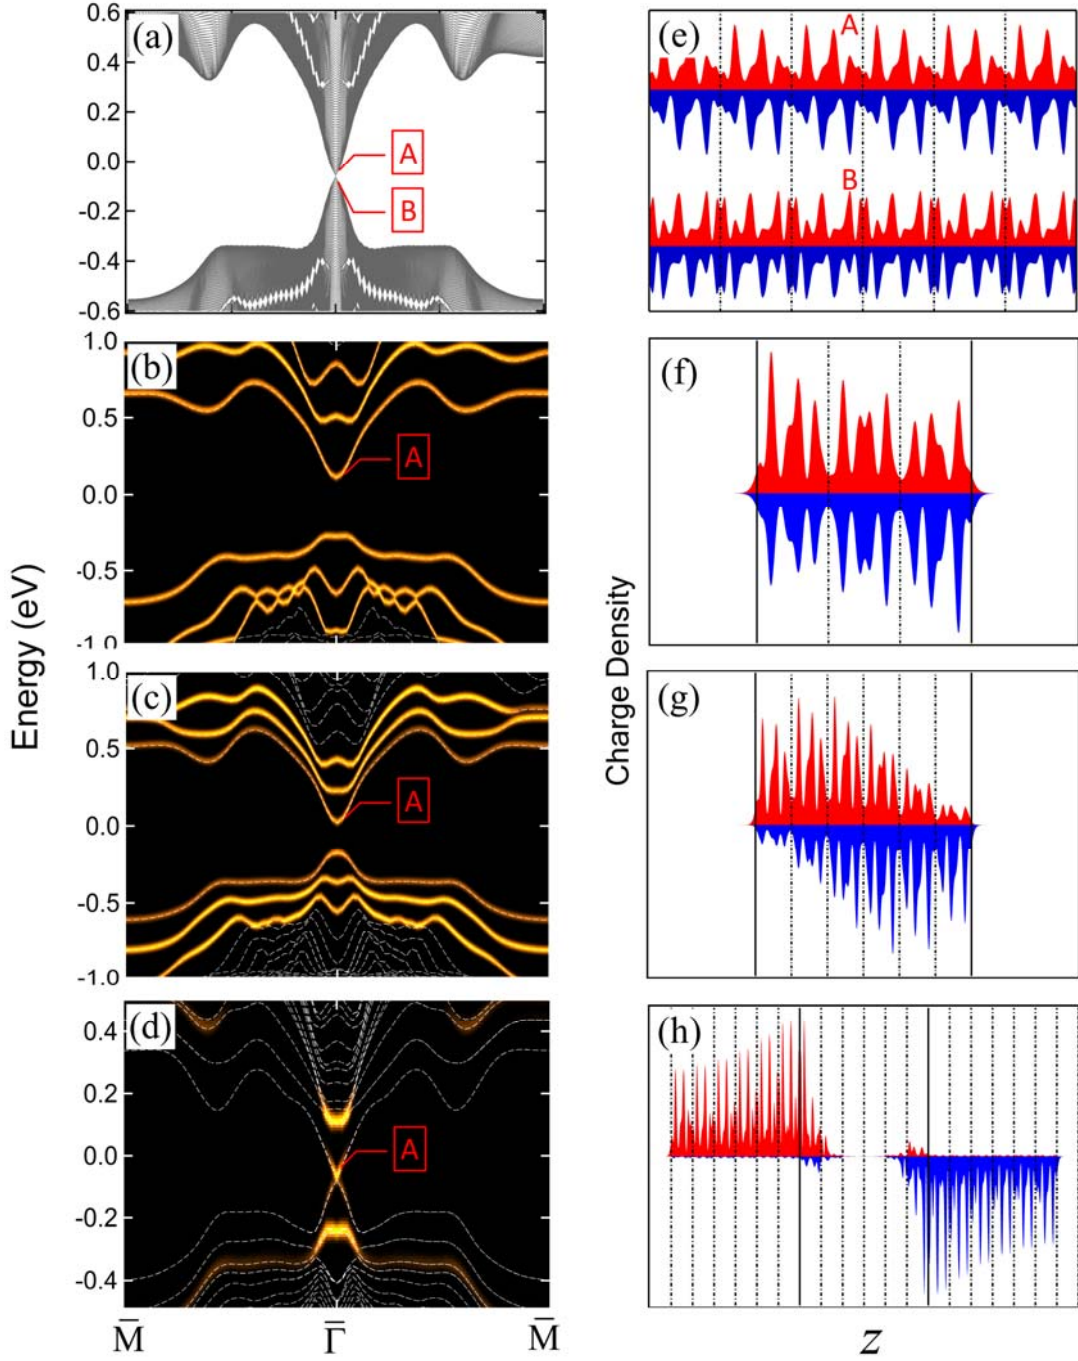 (a)
0.6
0.4
0.2
0.0
-0.2
-0.4
-0.6
A
B
(b)
1.0
0.5
0.0
-0.5
-1.0
A
(c)
1.0
0.5
0.0
-0.5
-1.0
A
(d)
0.4
0.2
0.0
-0.2
-0.4
A
M̅
Γ̅
M̅
Energy (eV)
(e)
A
B
(f)
(g)
(h)
Charge Density
z